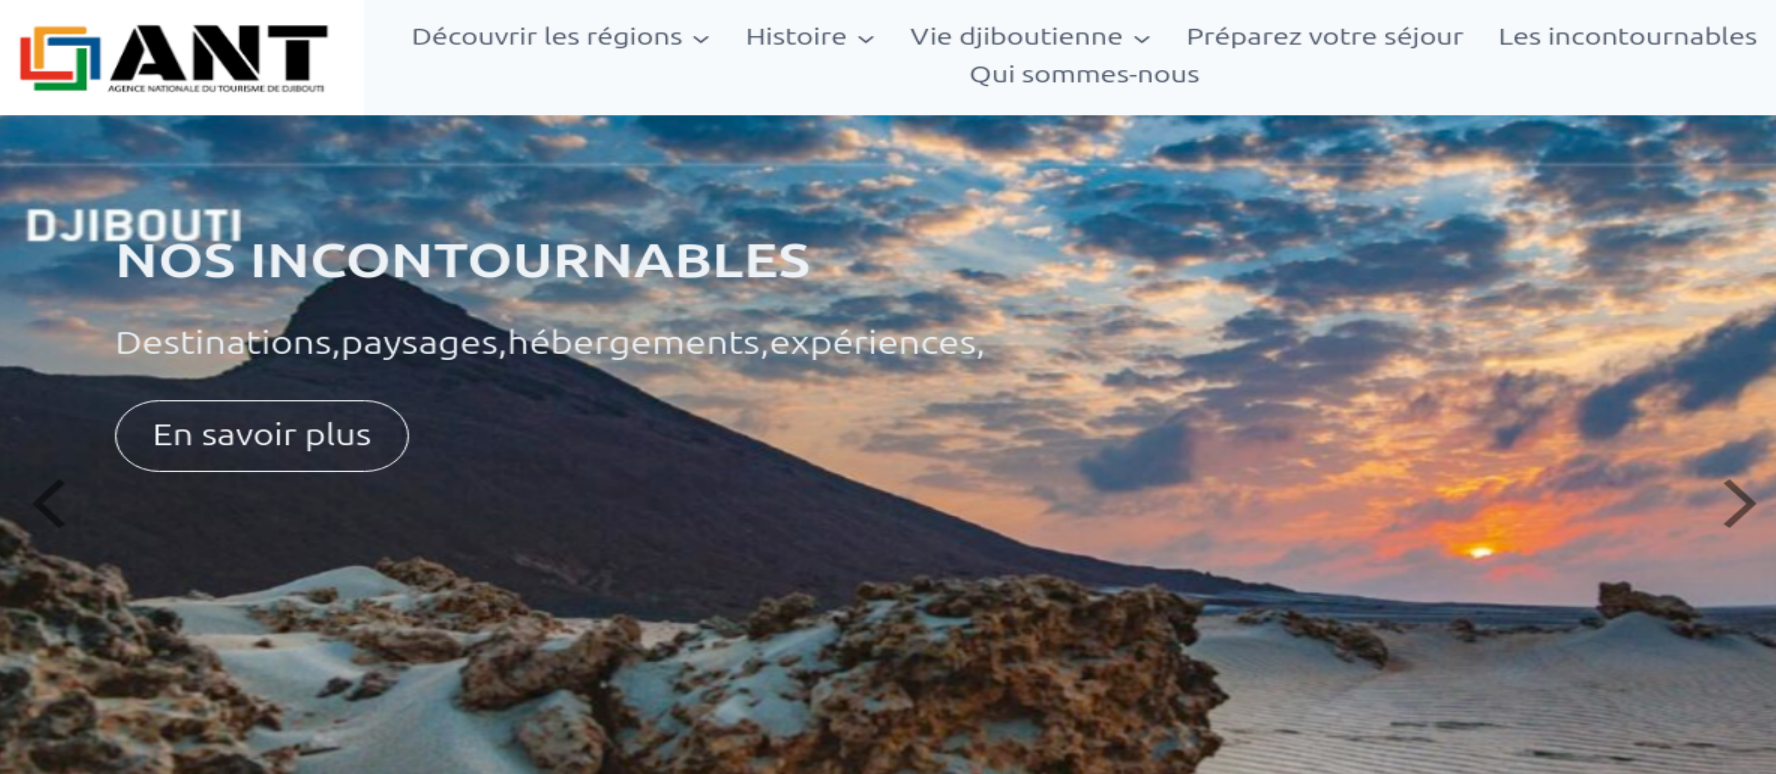 ANT
AGENCE NATIONALE DU TOURISME DE DJIBOUTI
Découvrir les régions Histoire Vie djiboutienne Préparez votre séjour Les incontournables
Qui sommes-nous
DJIBOUTI
NOS INCONTOURNABLES
Destinations,paysages,hébergements,expériences,
En savoir plus